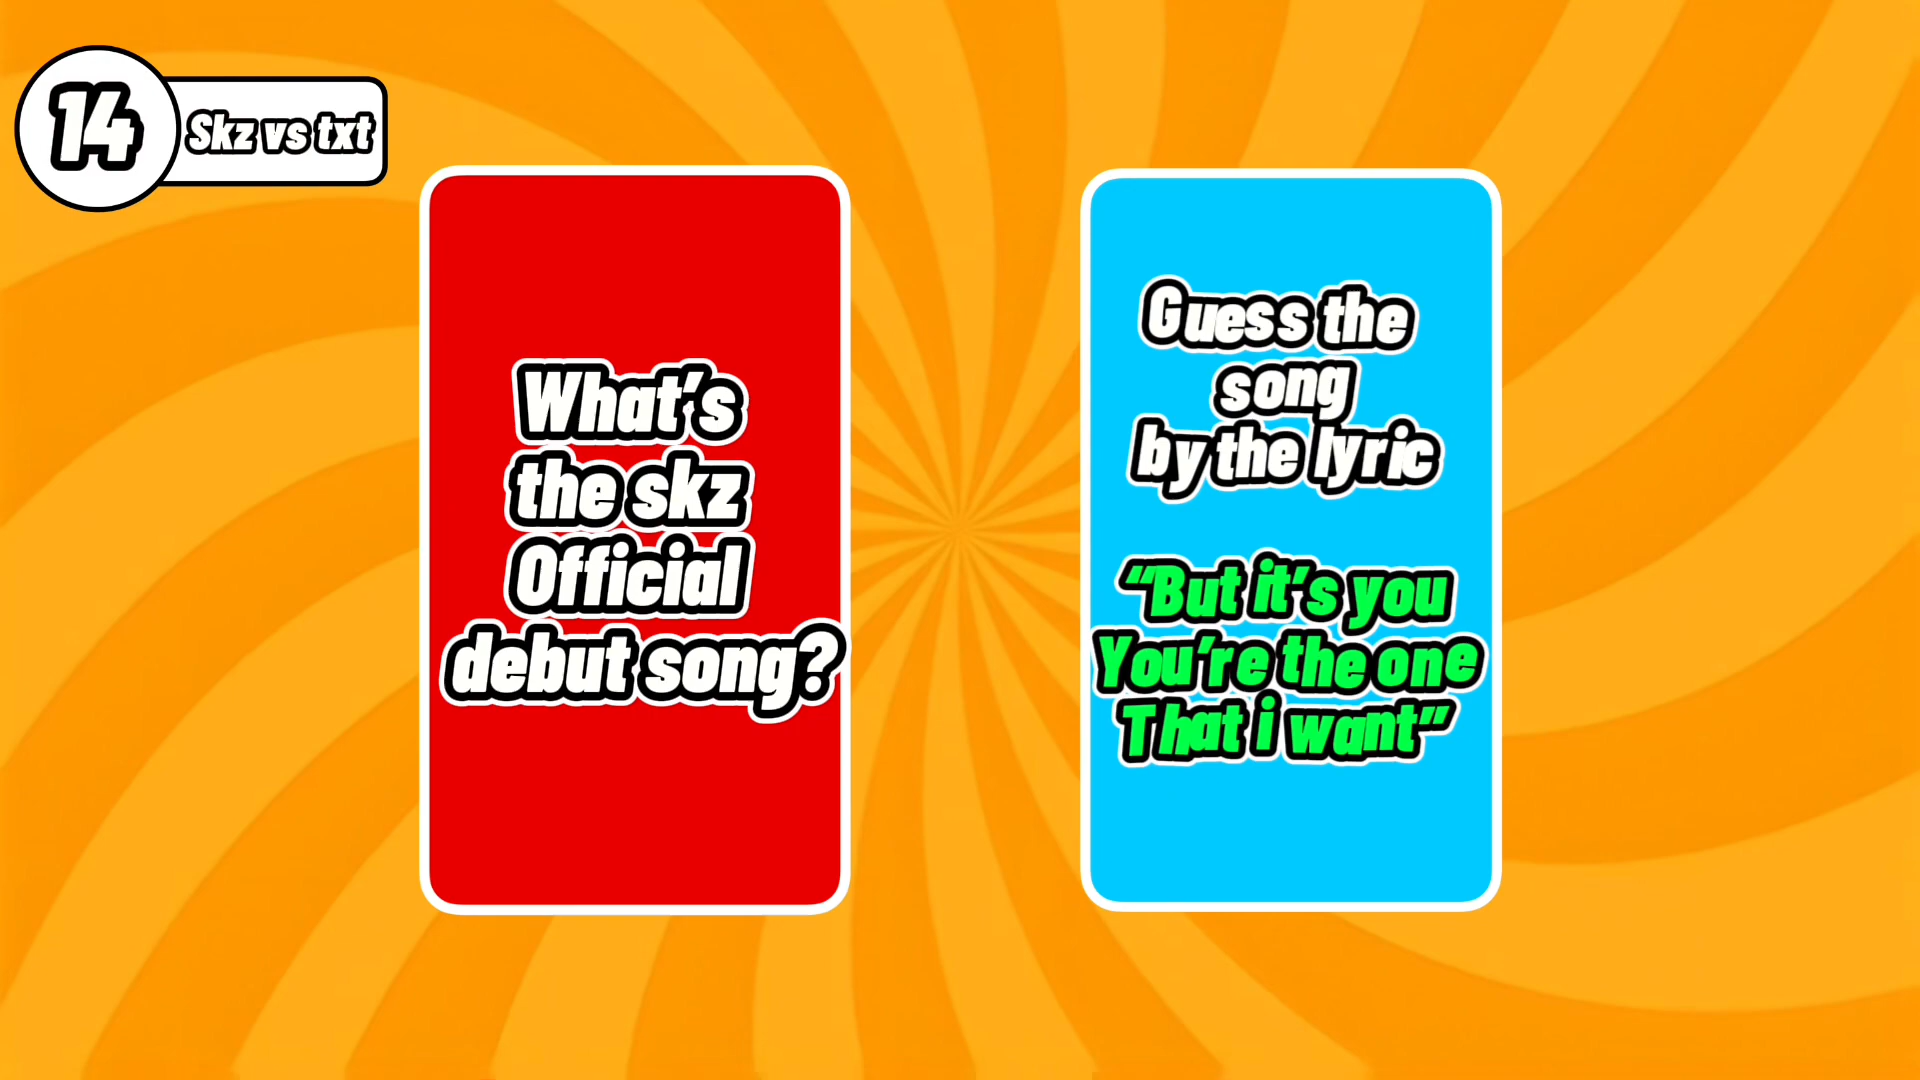 14
Skz vs txt
What's
the skz
Official
debut song?
Guess the
song
by the lyric
"But it's you
You're the one
That i want"